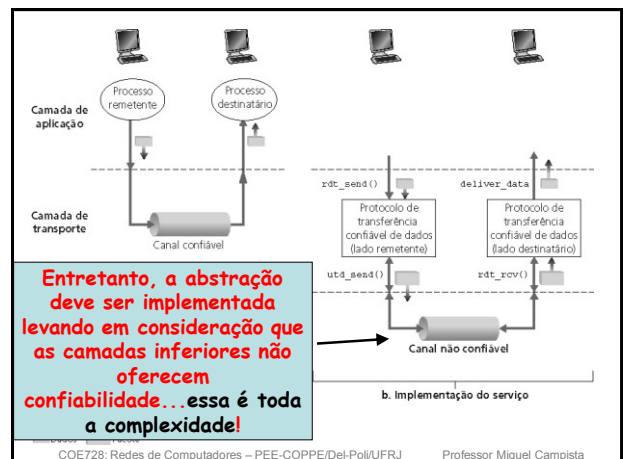 Camada de
aplicação
Processo
remetente
Processo
destinatário
Camada de
transporte
Canal confiável
rdt_send()
deliver_data
Protocolo de
transferência
confiável de dados
(lado remetente)
Protocolo de
transferência
confiável de dados
(lado destinatário)
utd_send()
rdt_rcv()
Canal não confiável
b. Implementação do serviço
Entretanto, a abstração
deve ser implementada
levando em consideração que
as camadas inferiores não
oferecem
confiabilidade...essa é toda
a complexidade!
COE728: Redes de Computadores – PEE-COPPE/Del-Poli/UFRJ
Professor Miguel Campista